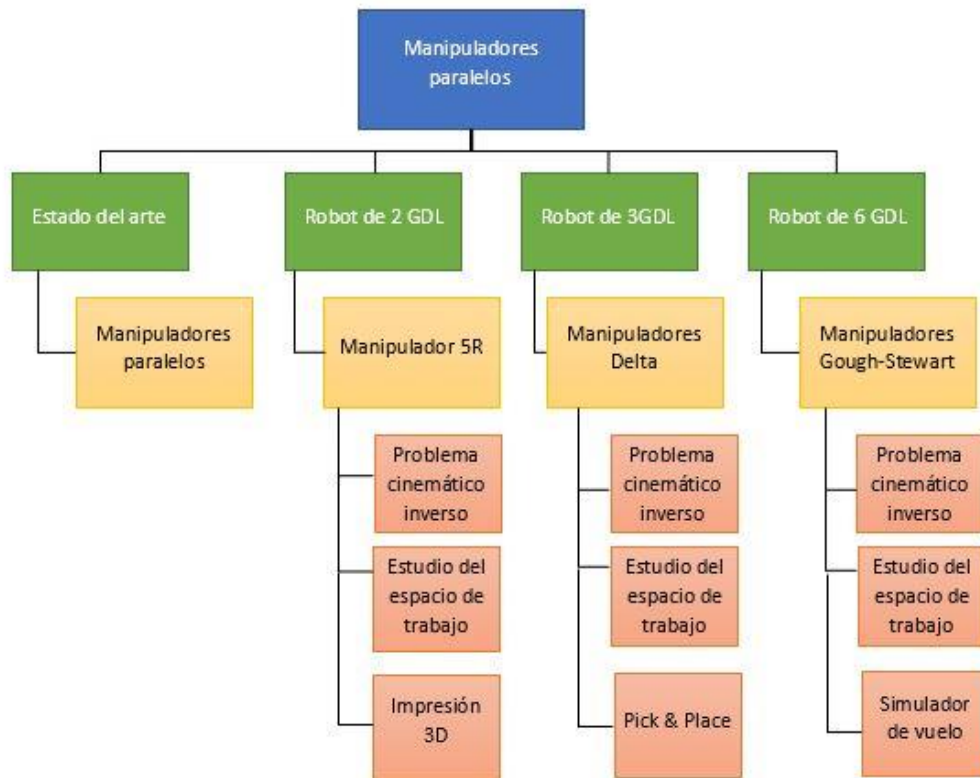 Manipuladores
paralelos
Estado del arte
Robot de 2 GDL
Robot de 3GDL
Robot de 6 GDL
Manipuladores
paralelos
Manipulador 5R
Manipuladores
Delta
Manipuladores
Gough-Stewart
Problema
cinemático
inverso
Problema
cinemático
inverso
Problema
cinemático
inverso
Estudio del
espacio de
trabajo
Estudio del
espacio de
trabajo
Estudio del
espacio de
trabajo
Impresión
3D
Pick & Place
Simulador
de vuelo